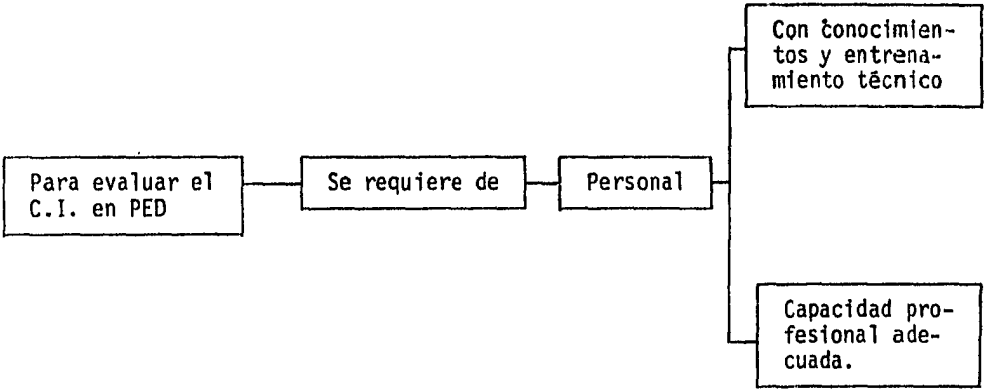 Con conocimien-
tos y entrena-
miento técnico
Para evaluar el
C.I. en PED
Se requiere de
Personal
Capacidad pro-
fesional ade-
cuada.